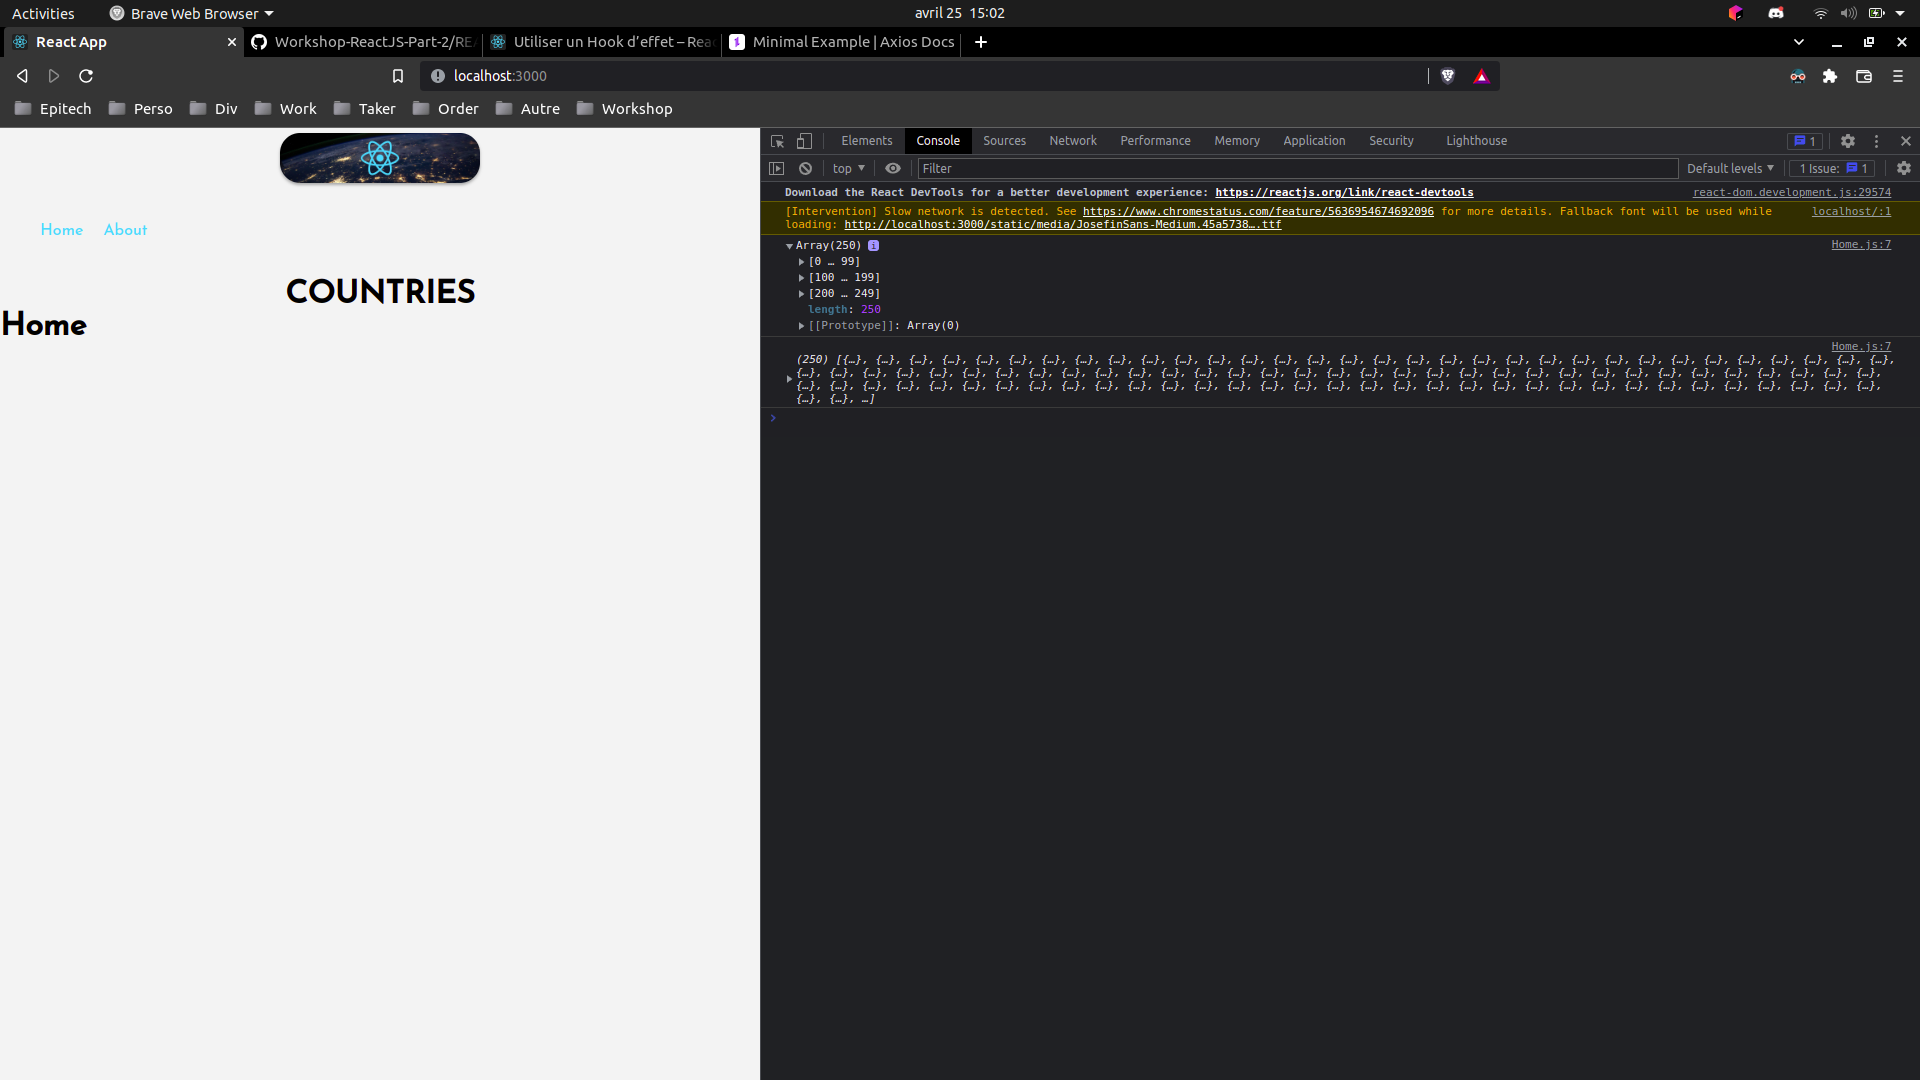 Activities
Brave Web Browser
avril 25 15:02
React App
Workshop-ReactJS-Part-2/REA
Utiliser un Hook d'effet – Reac
Minimal Example | Axios Docs
localhost:3000
Epitech
Perso
Div
Work
Taker
Order
Autre
Workshop
Home
About
COUNTRIES
Home
Elements
Console
Sources
Network
Performance
Memory
Application
Security
Lighthouse
1
top
Filter
Default levels
1 Issue: 1
Download the React DevTools for a better development experience: https://reactjs.org/link/react-devtools
react-dom.development.js:29574
[Intervention] Slow network is detected. See https://www.chromestatus.com/feature/5636954674692096 for more details. Fallback font will be used while
localhost/:1
loading: http://localhost:3000/static/media/JosefinSans-Medium.45a5738….ttf
Array(250) i
Home.js:7
[0 … 99]
[100 … 199]
[200 … 249]
length: 250
[[Prototype]]: Array(0)
Home.js:7
(250) [{…}, {…}, {…}, {…}, {…}, {…}, {…}, {…}, {…}, {…}, {…}, {…}, {…}, {…}, {…}, {…}, {…}, {…}, {…}, {…}, {…}, {…}, {…}, {…}, {…}, {…}, {…}, {…}, {…}, {…}, {…}, {…},
{…}, {…}, {…}, {…}, {…}, {…}, {…}, {…}, {…}, {…}, {…}, {…}, {…}, {…}, {…}, {…}, {…}, {…}, {…}, {…}, {…}, {…}, {…}, {…}, {…}, {…}, {…}, {…}, {…}, {…}, {…}, {…}, {…},
{…}, {…}, {…}, {…}, {…}, {…}, {…}, {…}, {…}, {…}, {…}, {…}, {…}, {…}, {…}, {…}, {…}, {…}, {…}, {…}, {…}, {…}, {…}, {…}, {…}, {…}, {…}, {…}, {…}, {…}, {…}, {…}, {…},
{…}, {…}, …]